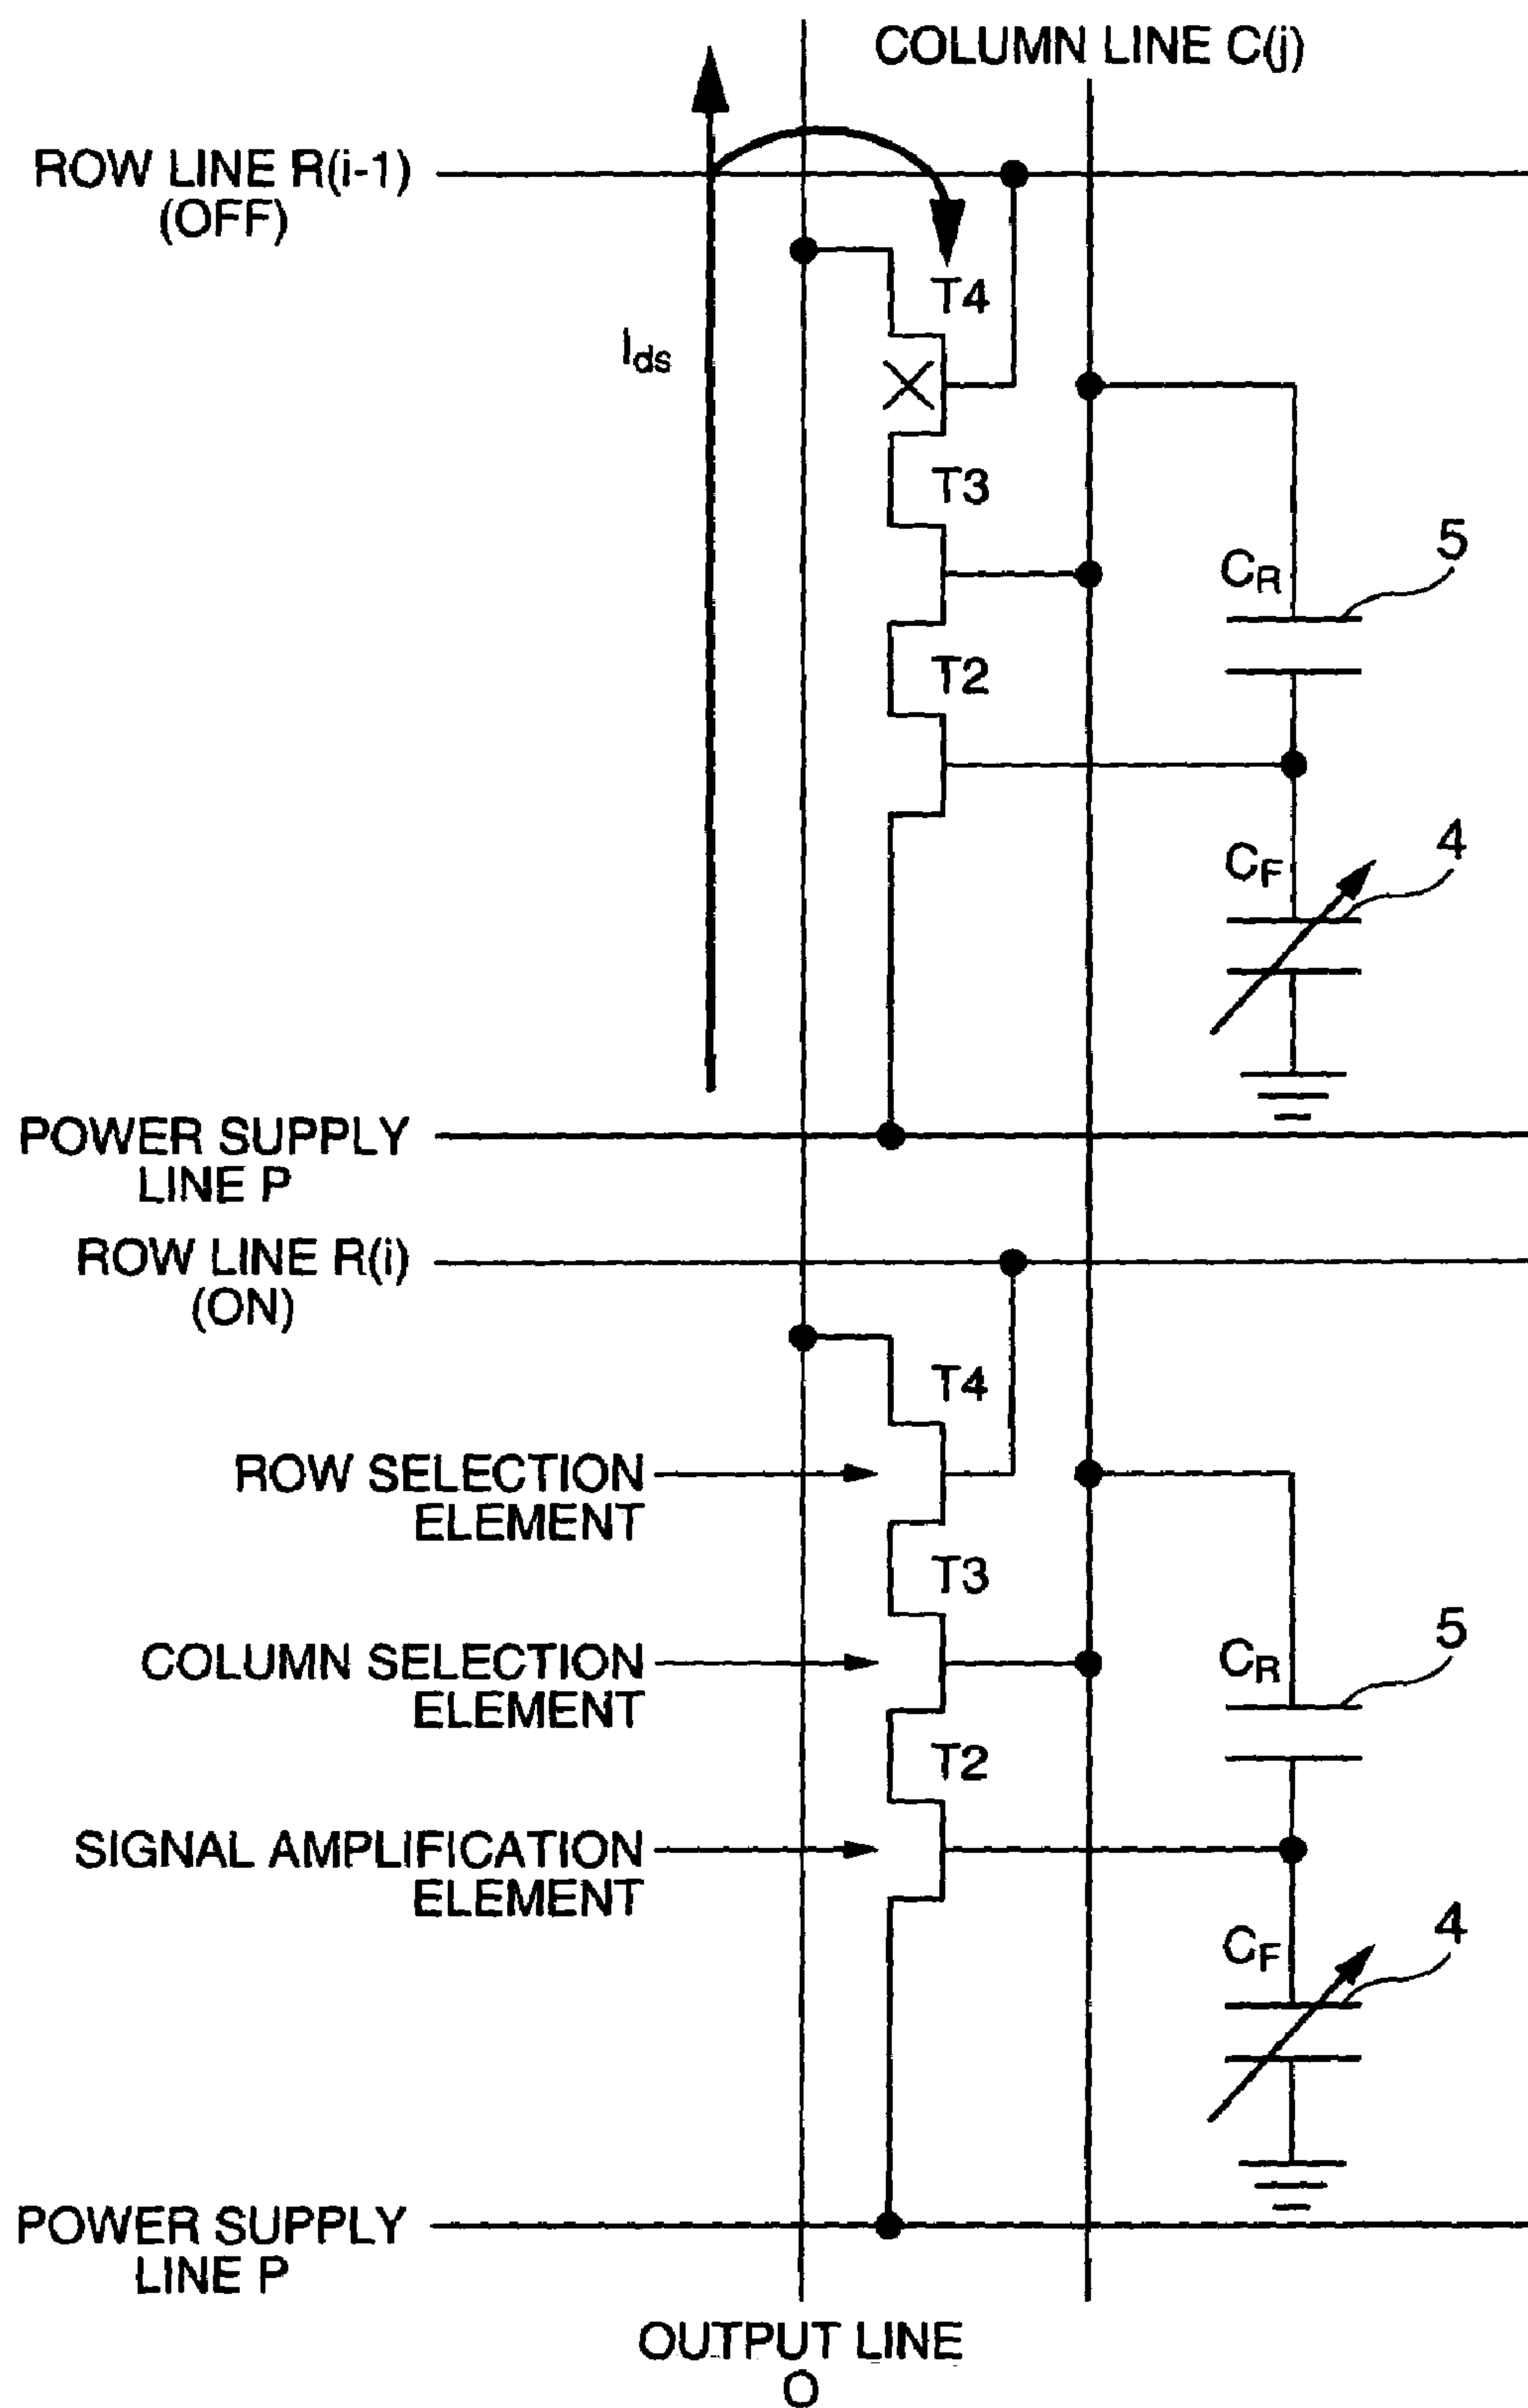 COLUMN LINE C(j)
ROW LINE R(i-1)
(OFF)
T4
Ids
T3
5
CR
T2
4
CF
POWER SUPPLY
LINE P
ROW LINE R(i)
(ON)
T4
ROW SELECTION
ELEMENT
T3
5
COLUMN SELECTION
ELEMENT
CR
T2
SIGNAL AMPLIFICATION
ELEMENT
4
CF
POWER SUPPLY
LINE P
OUTPUT LINE
O